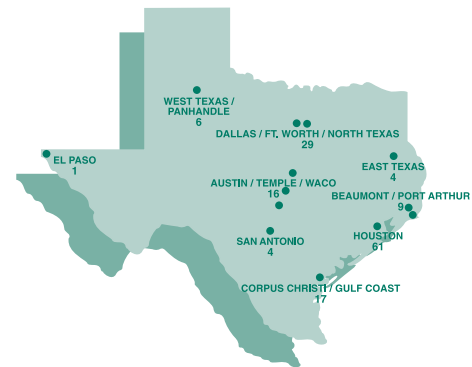 WEST TEXAS /
PANHANDLE
6
DALLAS / FT. WORTH / NORTH TEXAS
29
EL PASO
1
EAST TEXAS
4
AUSTIN / TEMPLE / WACO
16
BEAUMONT / PORT ARTHUR
9
SAN ANTONIO
4
HOUSTON
61
CORPUS CHRISTI / GULF COAST
17